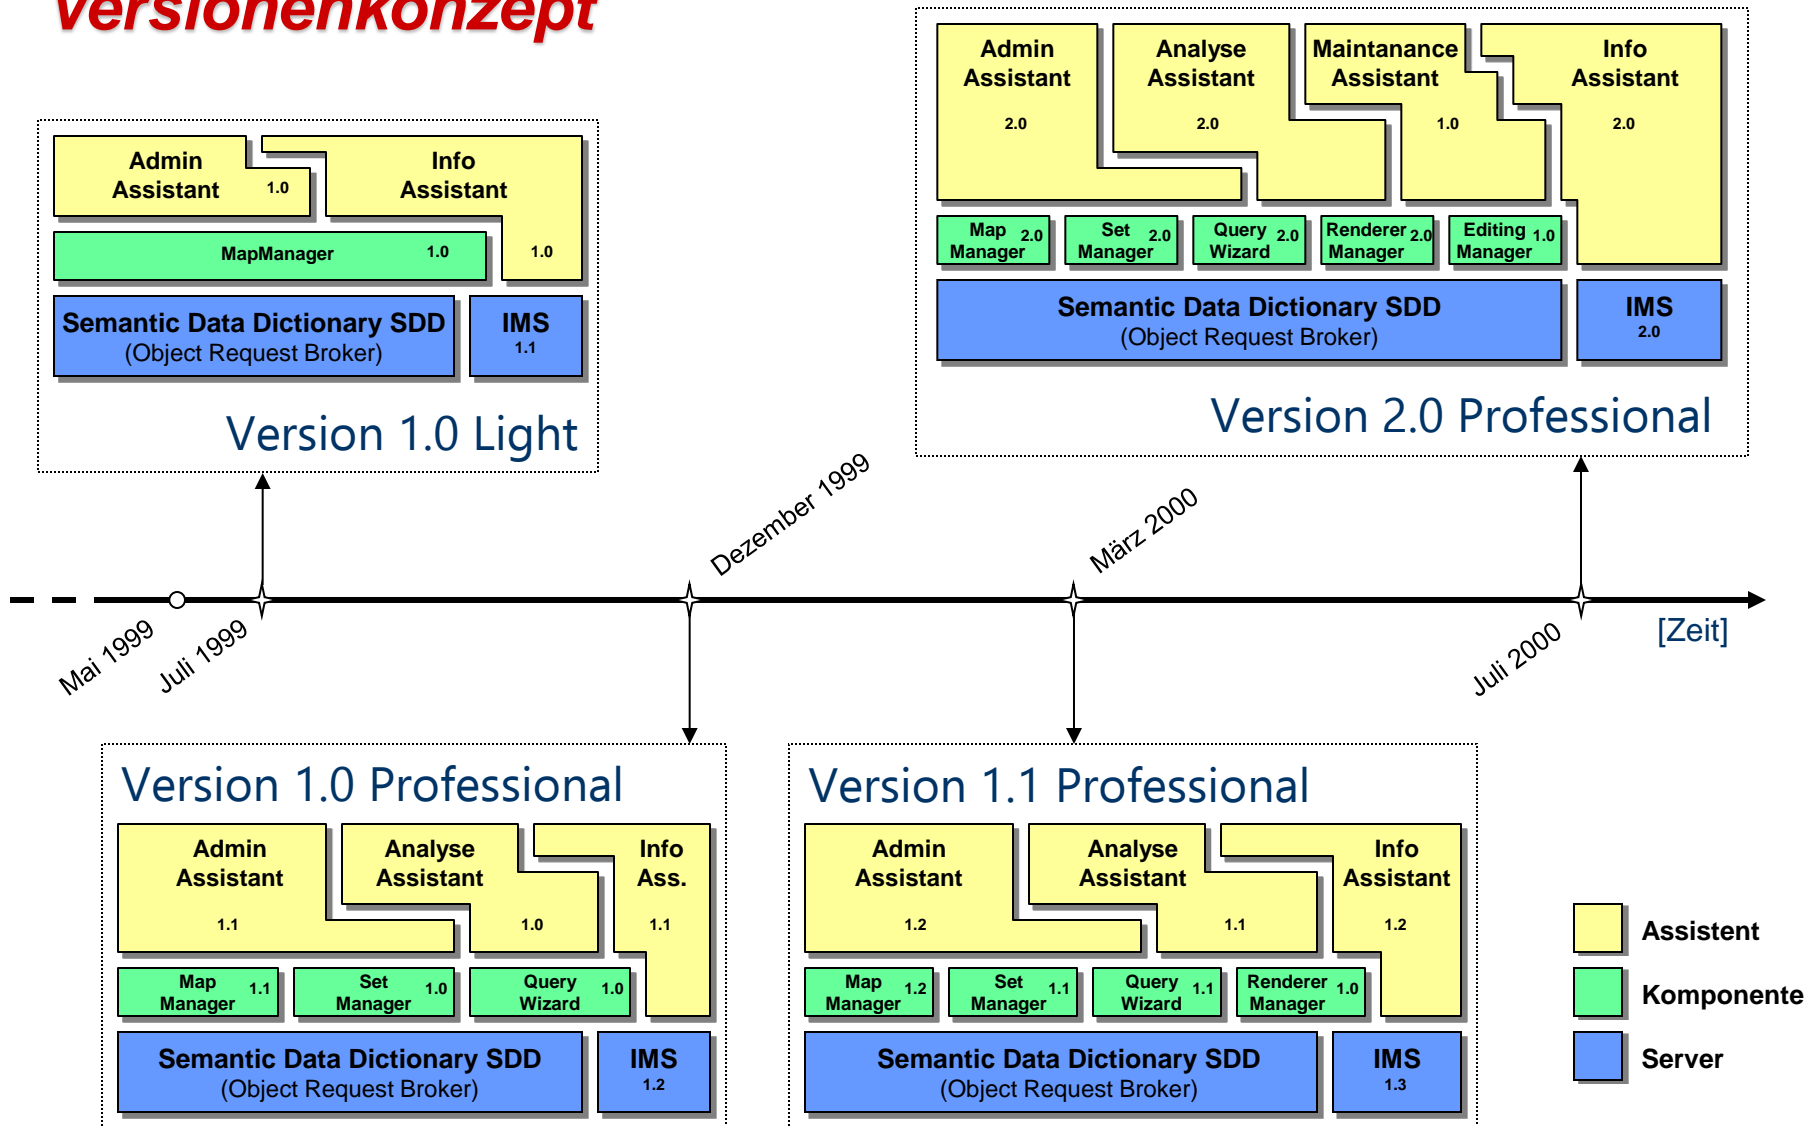 Versionenkonzept
Admin
Assistant
1.0
Info
Assistant
1.0
MapManager
1.0
Semantic Data Dictionary SDD
(Object Request Broker)
IMS
1.1
Version 1.0 Light
Admin
Assistant
2.0
Analyse
Assistant
2.0
Maintanance
Assistant
1.0
Info
Assistant
2.0
Map
Manager
2.0
Set
Manager
2.0
Query
Wizard
2.0
Renderer
Manager
2.0
Editing
Manager
1.0
Semantic Data Dictionary SDD
(Object Request Broker)
IMS
2.0
Version 2.0 Professional
Mai 1999
Juli 1999
Dezember 1999
März 2000
Juli 2000
[Zeit]
Version 1.0 Professional
Admin
Assistant
1.1
Analyse
Assistant
1.0
Info
Ass.
1.1
Map
Manager
1.1
Set
Manager
1.0
Query
Wizard
1.0
Semantic Data Dictionary SDD
(Object Request Broker)
IMS
1.2
Version 1.1 Professional
Admin
Assistant
1.2
Analyse
Assistant
1.1
Info
Assistant
1.2
Map
Manager
1.2
Set
Manager
1.1
Query
Wizard
1.1
Renderer
Manager
1.0
Semantic Data Dictionary SDD
(Object Request Broker)
IMS
1.3
Assistent
Komponente
Server